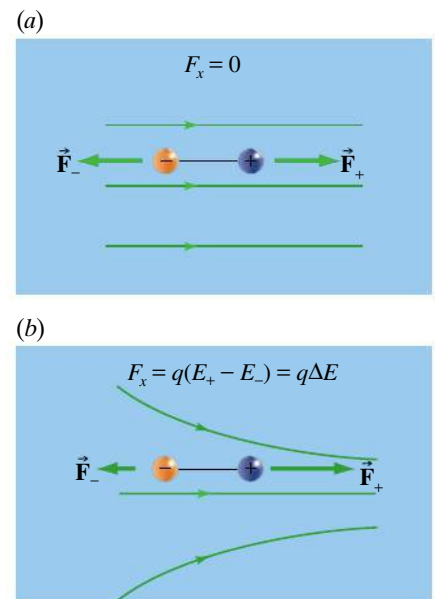 (a)
F_x = 0
F⃗_− − + F⃗_+
(b)
F_x = q(E_+ − E_−) = qΔE
F⃗_− − + F⃗_+